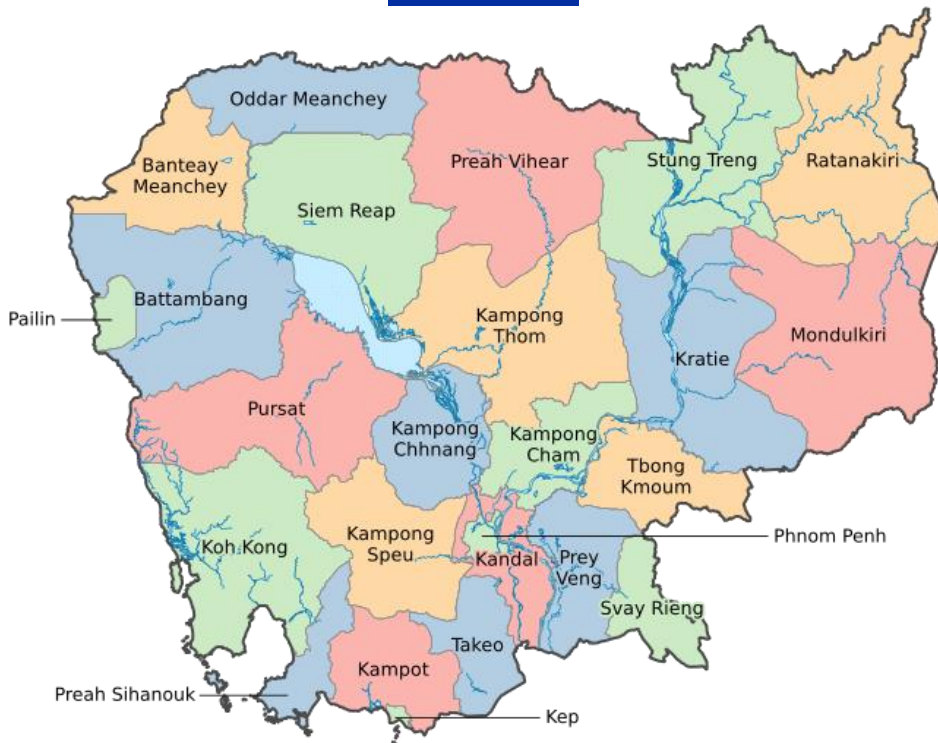 Oddar Meanchey
Preah Vihear
Stung Treng
Ratanakiri
Banteay
Meanchey
Siem Reap
Battambang
Pailin
Kampong
Thom
Kratie
Mondulkiri
Pursat
Kampong
Chhnang
Kampong
Cham
Tbong
Kmoum
Koh Kong
Kampong
Speu
Kandal
Phnom Penh
Prey
Veng
Svay Rieng
Takeo
Kampot
Preah Sihanouk
Kep